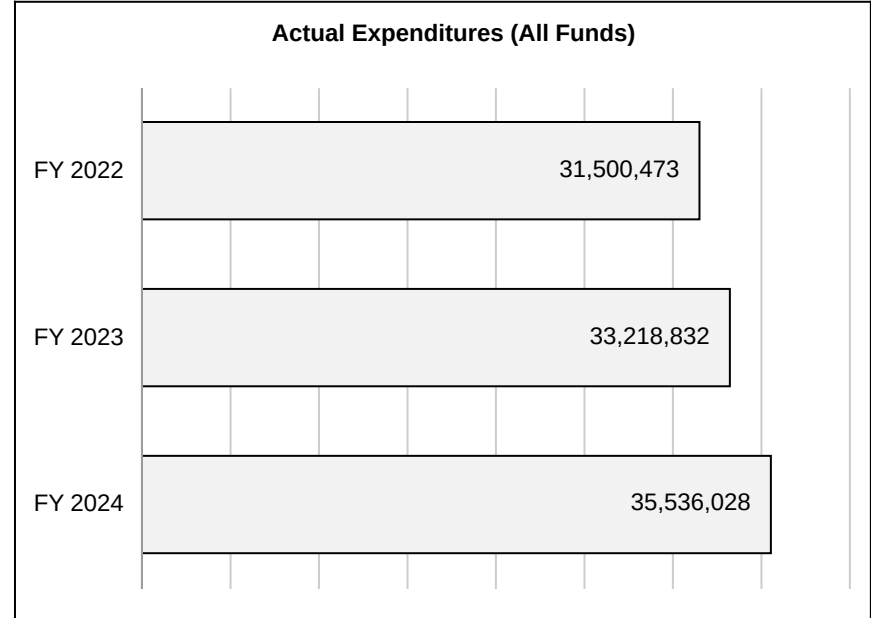 Actual Expenditures (All Funds)
FY 2022
31,500,473
FY 2023
33,218,832
FY 2024
35,536,028